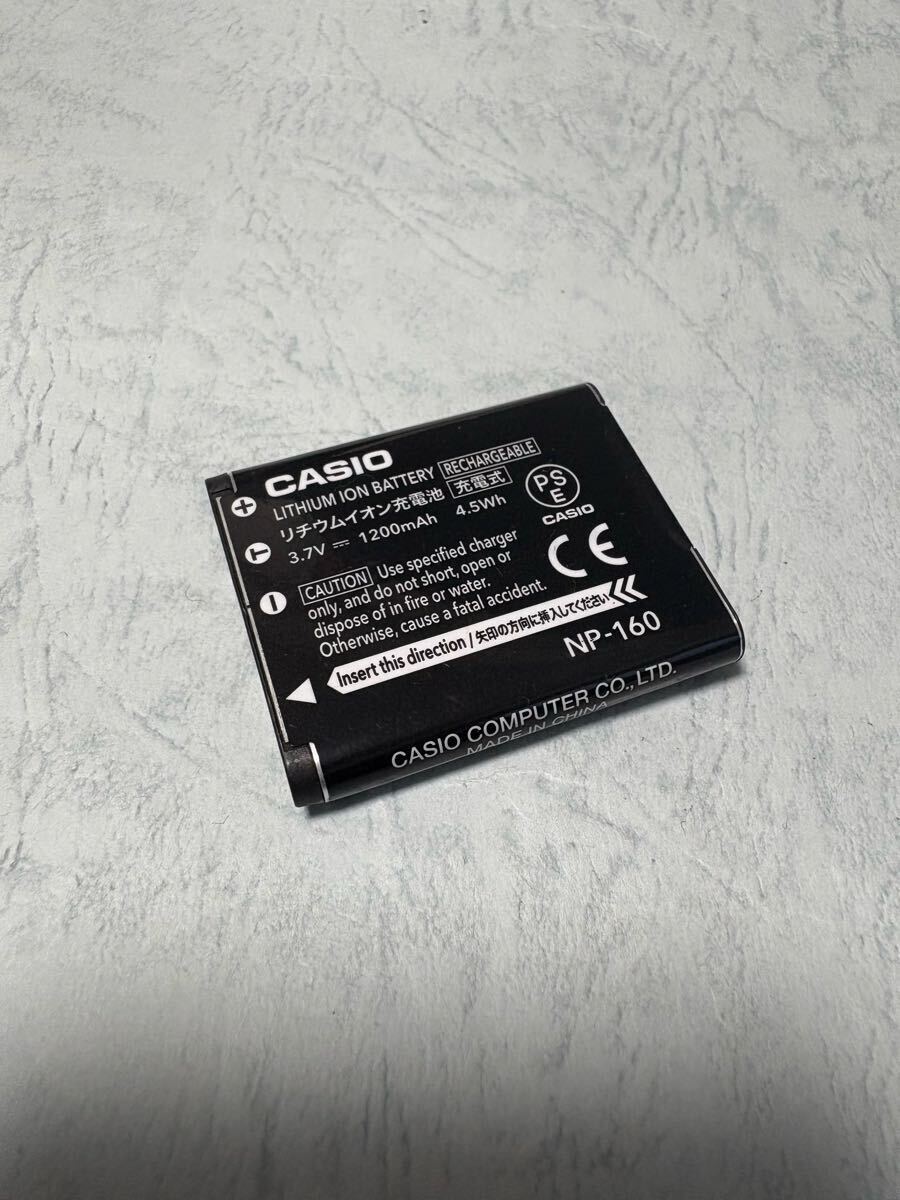 CASIO
LITHIUM ION BATTERY RECHARGEABLE
リチウムイオン充電池 充電式
3.7V ⎓ 1200mAh 4.5Wh
CAUTION Use specified charger
only, and do not short, open or
dispose of in fire or water.
Otherwise, cause a fatal accident.
Insert this direction / 矢印の方向に挿入してください
+
T
−
PS
E
CASIO
CE
NP-160
CASIO COMPUTER CO., LTD.
MADE IN CHINA